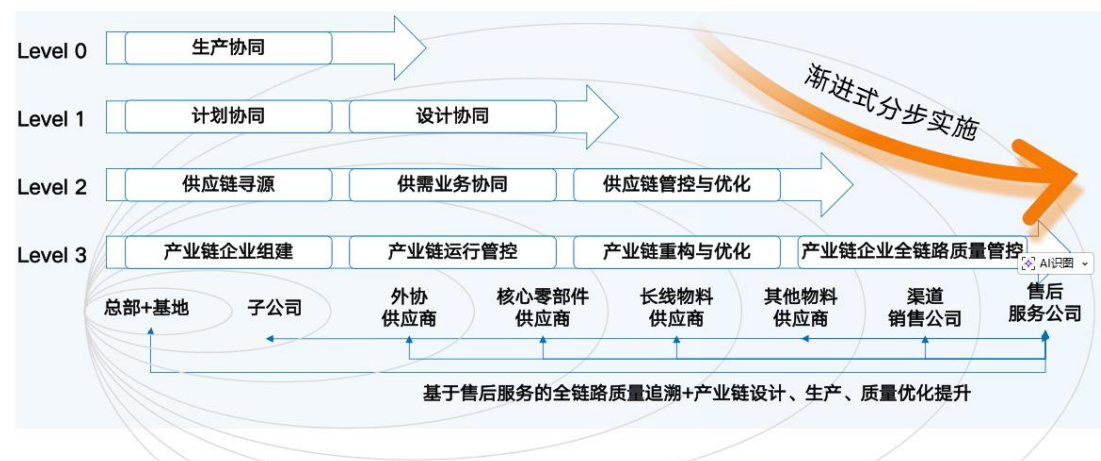 Level 0
生产协同
渐进式分步实施
Level 1
计划协同
设计协同
Level 2
供应链寻源
供需业务协同
供应链管控与优化
Level 3
产业链企业组建
产业链运行管控
产业链重构与优化
产业链企业全链路质量管控
AI识图
总部+基地
子公司
外协
供应商
核心零部件
供应商
长线物料
供应商
其他物料
供应商
渠道
销售公司
售后
服务公司
基于售后服务的全链路质量追溯+产业链设计、生产、质量优化提升